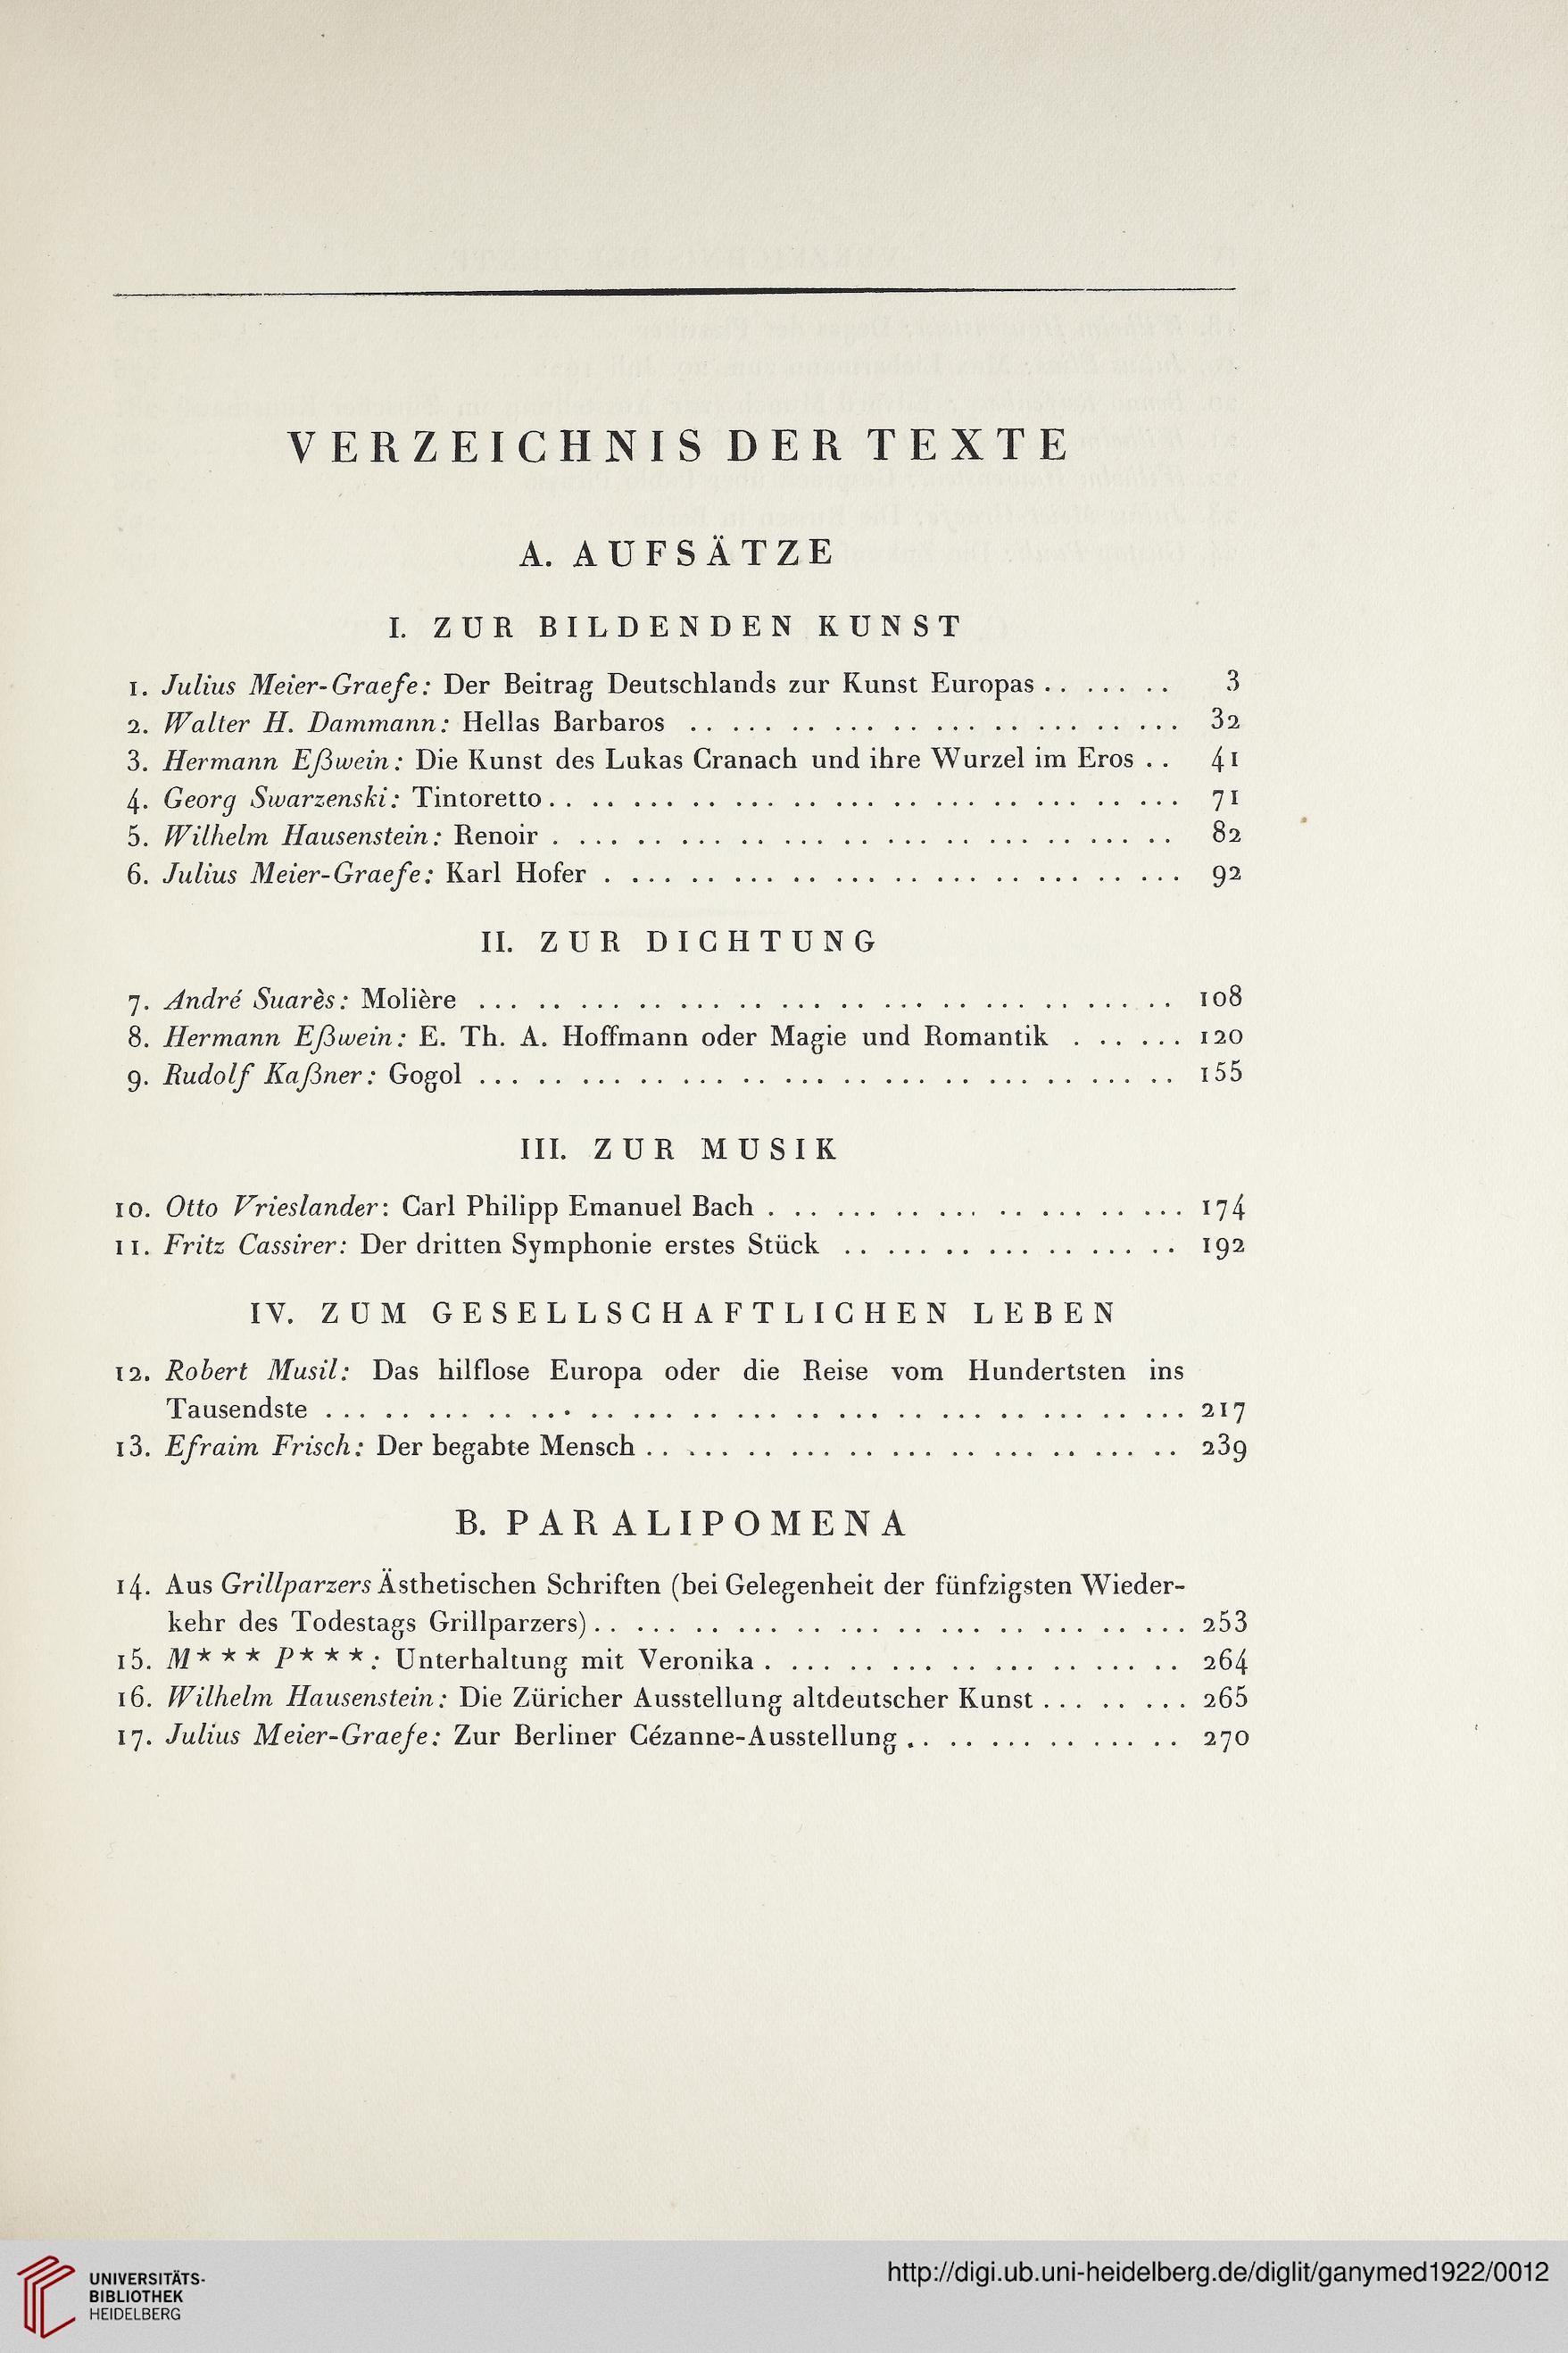 VERZEICHNIS DER TEXTE
A. AUFSÄTZE
I. ZUR BILDENDEN KUNST
1. Julius Meier-Graefe: Der Beitrag Deutschlands zur Kunst Europas . . . . . . . 3
2. Walter H. Dammann: Hellas Barbaros . . . . . . . . . . . . . . . . . . . . 32
3. Hermann Eßwein: Die Kunst des Lukas Cranach und ihre Wurzel im Eros . . 41
4. Georg Swarzenski: Tintoretto . . . . . . . . . . . . . . . . . . . . . . . . . 71
5. Wilhelm Hausenstein: Renoir . . . . . . . . . . . . . . . . . . . . . . . . . 82
6. Julius Meier-Graefe: Karl Hofer . . . . . . . . . . . . . . . . . . . . . . . 92
II. ZUR DICHTUNG
7. André Suarès: Molière . . . . . . . . . . . . . . . . . . . . . . . . . . . . 108
8. Hermann Eßwein: E. Th. A. Hoffmann oder Magie und Romantik . . . . . . 120
9. Rudolf Kaßner: Gogol . . . . . . . . . . . . . . . . . . . . . . . . . . . . 155
III. ZUR MUSIK
10. Otto Vrieslander: Carl Philipp Emanuel Bach . . . . . . . . . . . . . . . . . 174
11. Fritz Cassirer: Der dritten Symphonie erstes Stück . . . . . . . . . . . . . . 192
IV. ZUM GESELLSCHAFTLICHEN LEBEN
12. Robert Musil: Das hilflose Europa oder die Reise vom Hundertsten ins
Tausendste . . . . . . . . . . . . . . . . . . . . . . . . . . . . . . . . . . 217
13. Efraim Frisch: Der begabte Mensch . . . . . . . . . . . . . . . . . . . . . . 239
B. PARALIPOMENA
14. Aus Grillparzers Ästhetischen Schriften (bei Gelegenheit der fünfzigsten Wieder-
kehr des Todestags Grillparzers) . . . . . . . . . . . . . . . . . . . . . . . . 253
15. M*** P***: Unterhaltung mit Veronika . . . . . . . . . . . . . . . . . 264
16. Wilhelm Hausenstein: Die Züricher Ausstellung altdeutscher Kunst . . . . . . . . 265
17. Julius Meier-Graefe: Zur Berliner Cézanne-Ausstellung . . . . . . . . . . . . 270
UNIVERSITÄTS-
BIBLIOTHEK
HEIDELBERG
http://digi.ub.uni-heidelberg.de/diglit/ganymed1922/0012